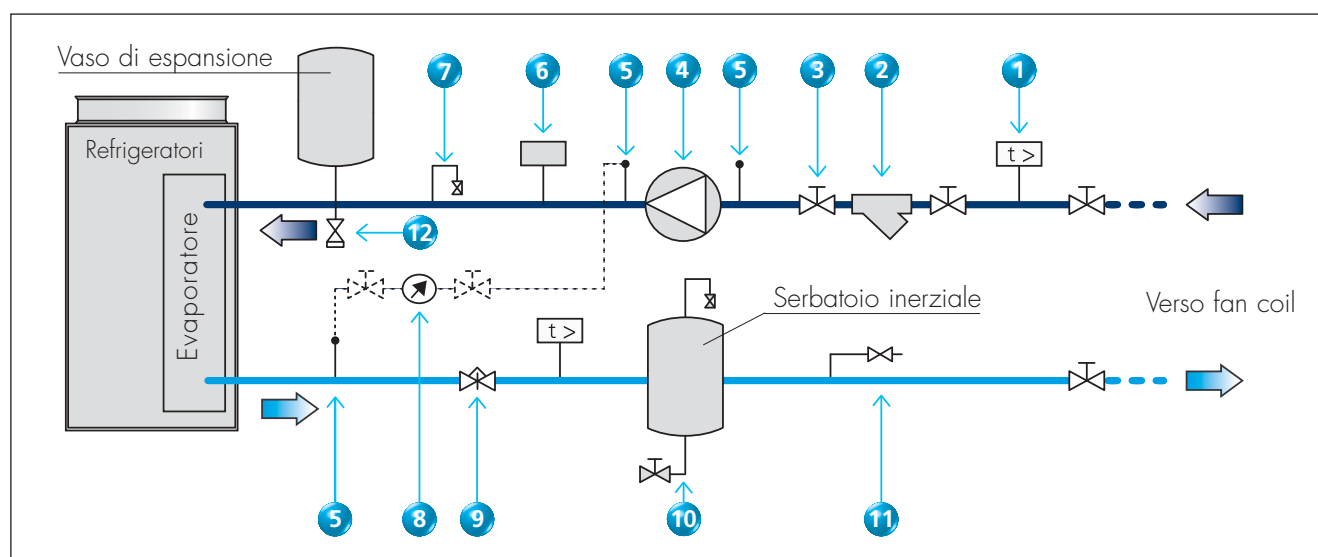 Vaso di espansione
7 6 5 4 5 3 2 1
Refrigeratori
t >
Evaporatore
12
Serbatoio inerziale
Verso fan coil
t >
5 8 9 10 11